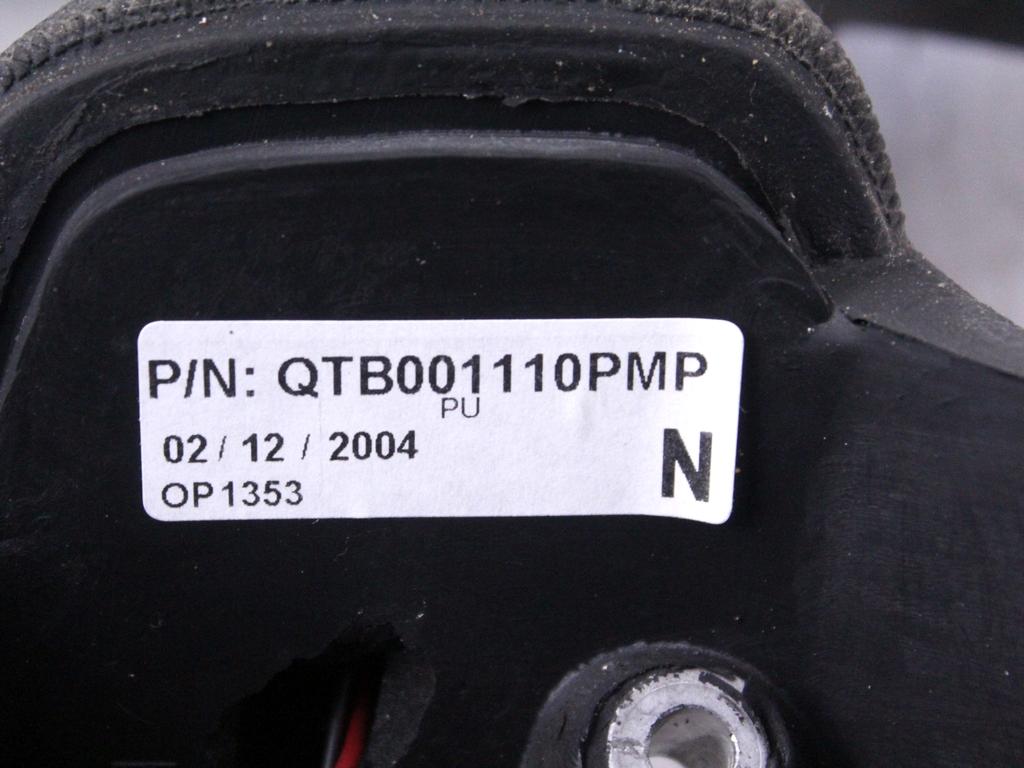 P/N: QTB001110PMP
PU
02 / 12 / 2004
N
OP1353